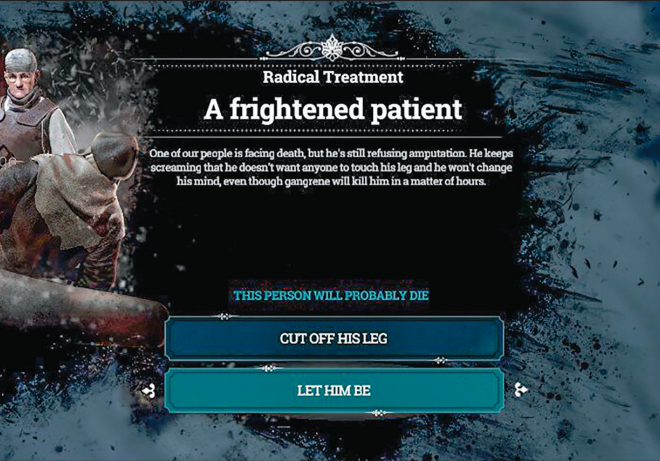 Radical Treatment
A frightened patient
One of our people is facing death, but he's still refusing amputation. He keeps
screaming that he doesn't want anyone to touch his leg and he won't change
his mind, even though gangrene will kill him in a matter of hours.
THIS PERSON WILL PROBABLY DIE
CUT OFF HIS LEG
LET HIM BE